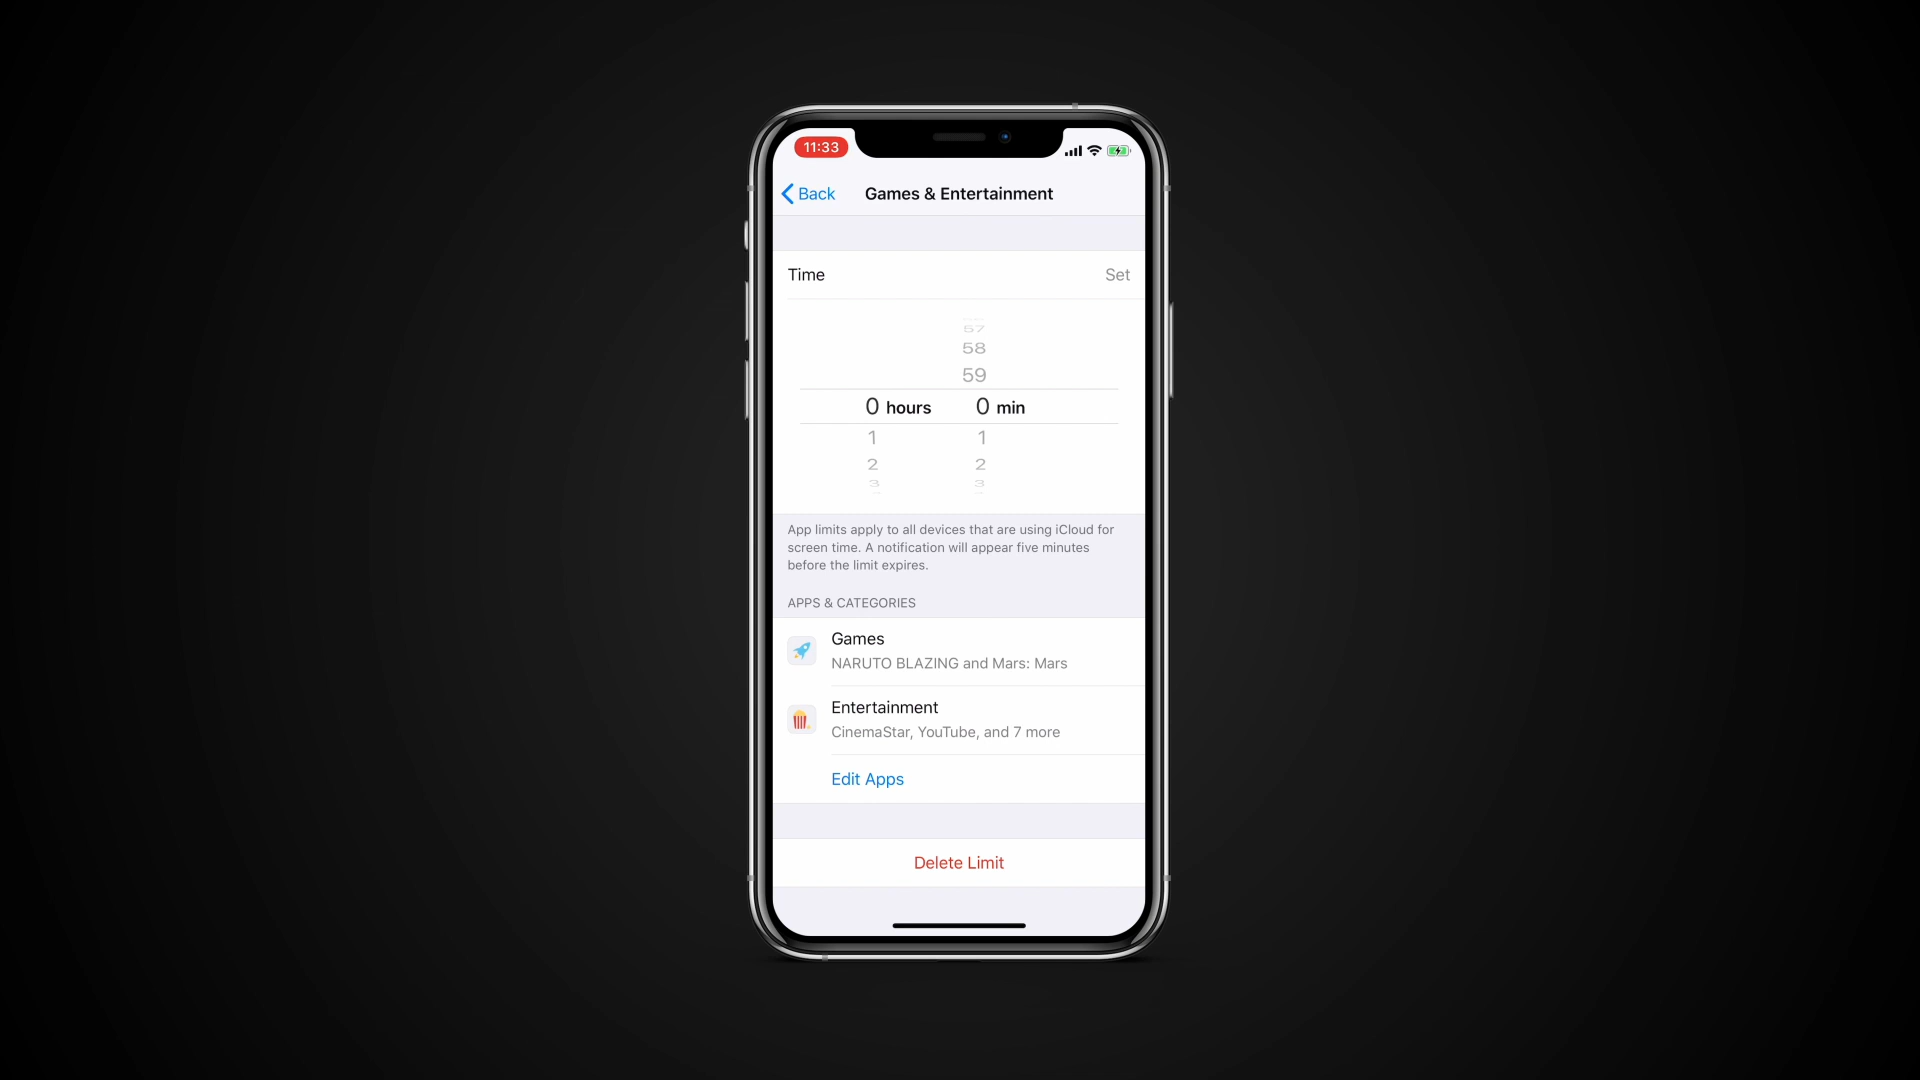 11:33
Back
Games & Entertainment
Time
Set
57
58
59
0 hours 0 min
1 1
2 2
3 3
App limits apply to all devices that are using iCloud for
screen time. A notification will appear five minutes
before the limit expires.
APPS & CATEGORIES
Games
NARUTO BLAZING and Mars: Mars
Entertainment
CinemaStar, YouTube, and 7 more
Edit Apps
Delete Limit